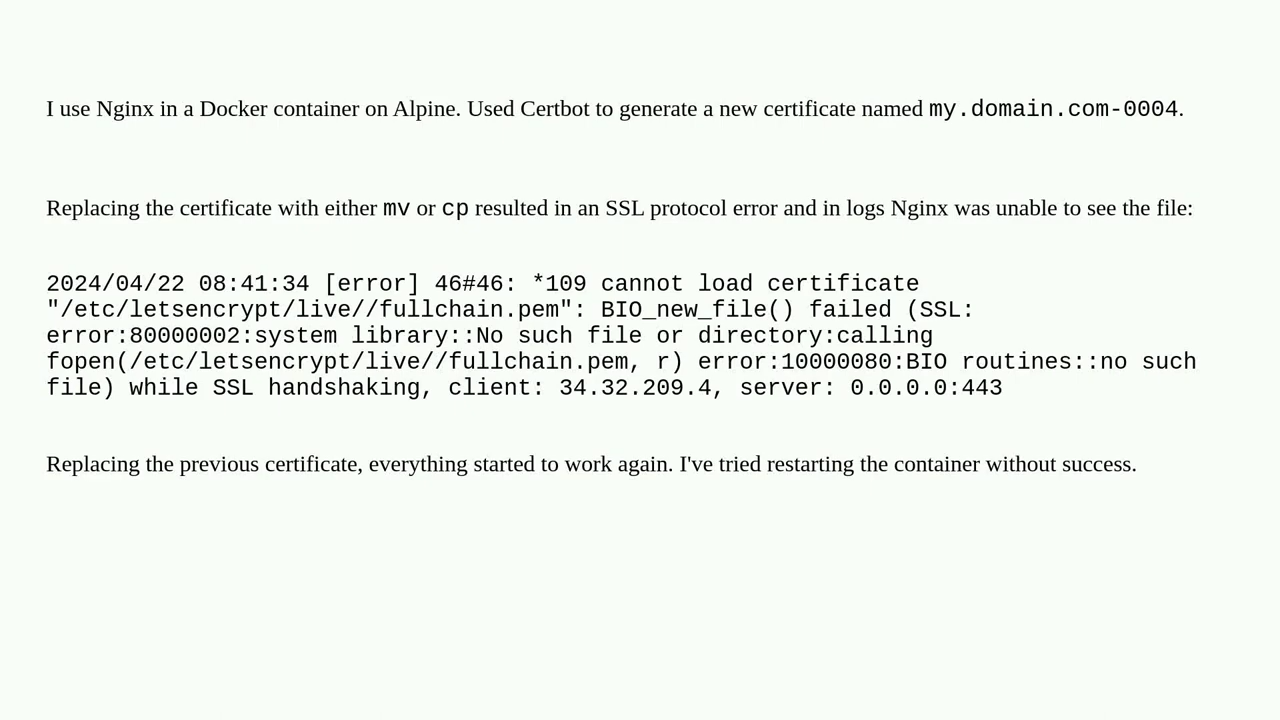 I use Nginx in a Docker container on Alpine. Used Certbot to generate a new certificate named my.domain.com-0004.
Replacing the certificate with either mv or cp resulted in an SSL protocol error and in logs Nginx was unable to see the file:
2024/04/22 08:41:34 [error] 46#46: *109 cannot load certificate
"/etc/letsencrypt/live//fullchain.pem": BIO_new_file() failed (SSL:
error:80000002:system library::No such file or directory:calling
fopen(/etc/letsencrypt/live//fullchain.pem, r) error:10000080:BIO routines::no such
file) while SSL handshaking, client: 34.32.209.4, server: 0.0.0.0:443
Replacing the previous certificate, everything started to work again. I've tried restarting the container without success.